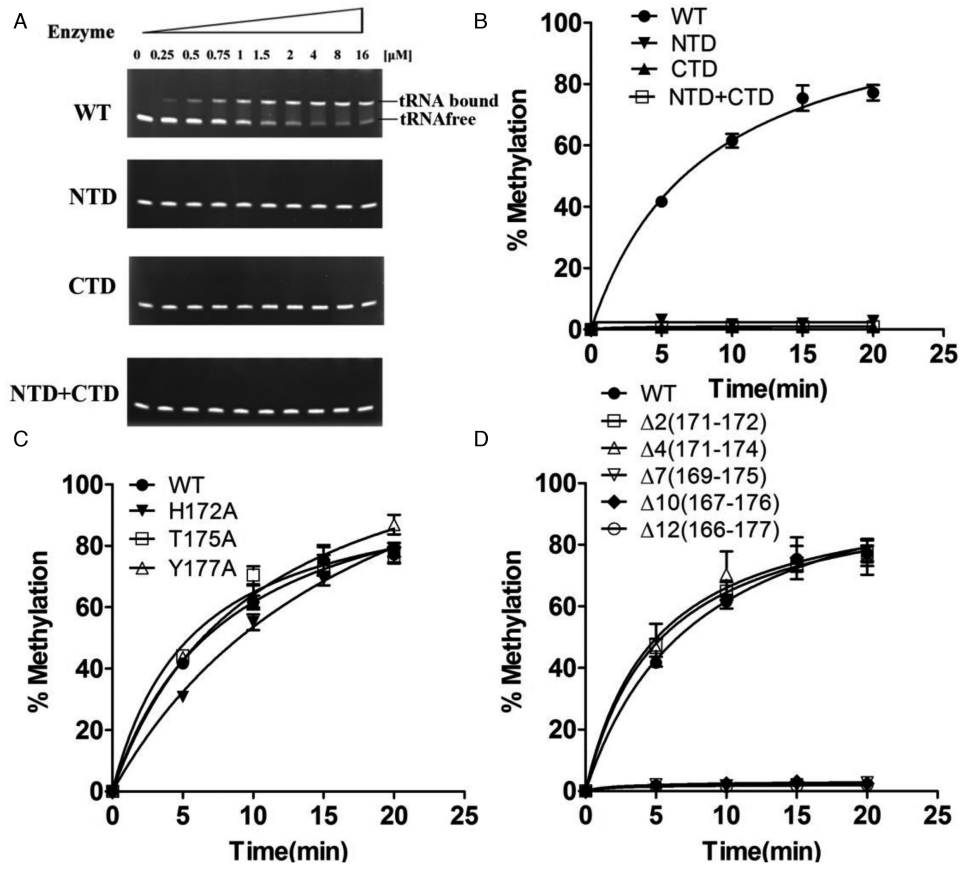 A
Enzyme
0 0.25 0.5 0.75 1 1.5 2 4 8 16 [µM]
WT
tRNA bound
tRNAfree
NTD
CTD
NTD+CTD
B
WT
NTD
CTD
NTD+CTD
% Methylation
100
80
60
40
20
0
0 5 10 15 20 25
Time(min)
C
WT
H172A
T175A
Y177A
% Methylation
100
80
60
40
20
0
0 5 10 15 20 25
Time(min)
D
WT
Δ2(171-172)
Δ4(171-174)
Δ7(169-175)
Δ10(167-176)
Δ12(166-177)
% Methylation
100
80
60
40
20
0
0 5 10 15 20 25
Time(min)